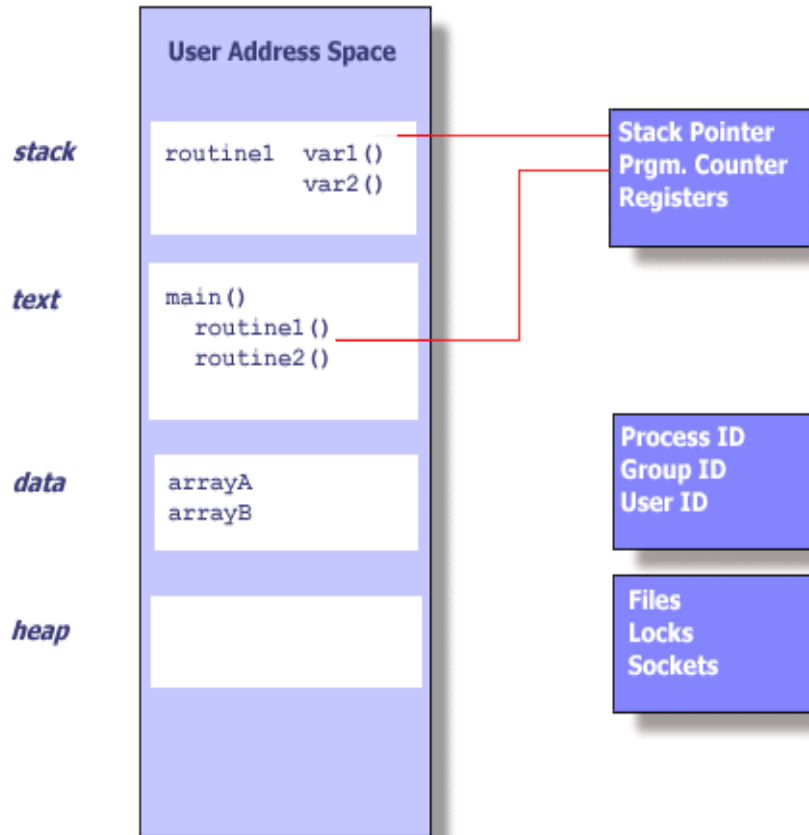 User Address Space
stack
routine1 var1()
var2()
text
main()
routine1()
routine2()
data
arrayA
arrayB
heap
Stack Pointer
Prgm. Counter
Registers
Process ID
Group ID
User ID
Files
Locks
Sockets